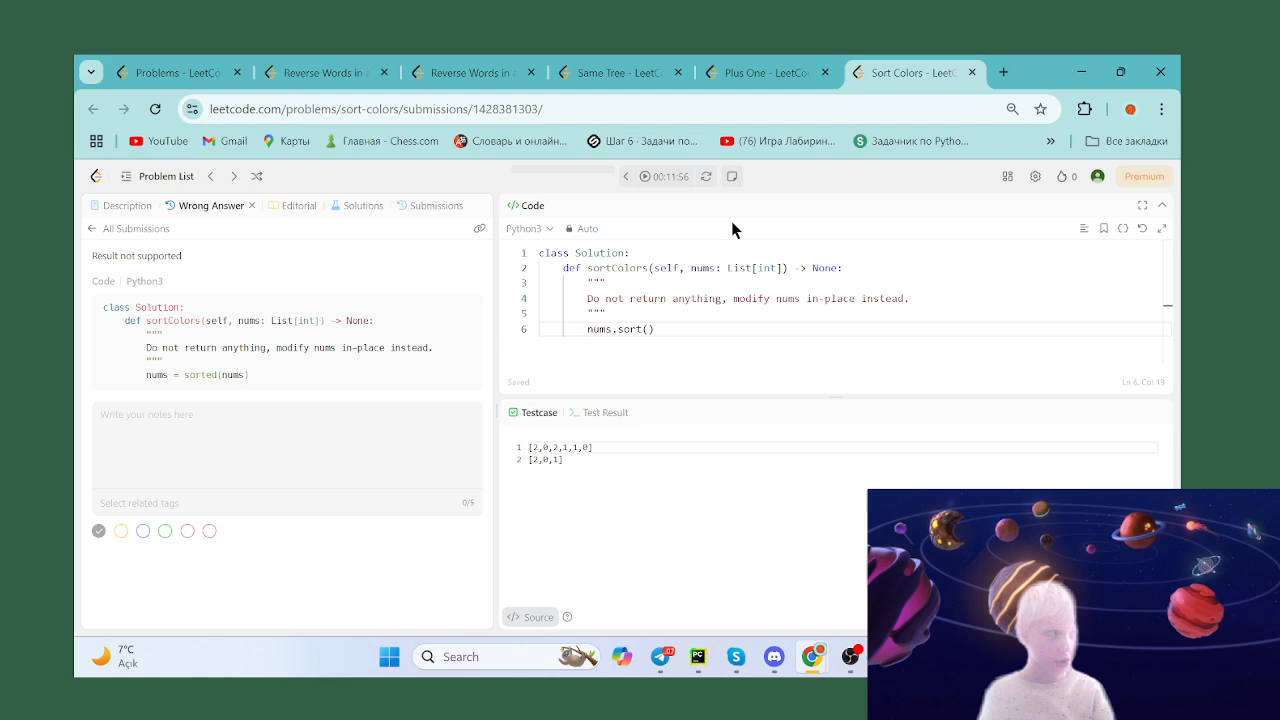 Problems - LeetCo
Reverse Words in a
Reverse Words in a
Same Tree - LeetC
Plus One - LeetCo
Sort Colors - LeetC
leetcode.com/problems/sort-colors/submissions/1428381303/
YouTube
Gmail
Карты
Главная - Chess.com
Словарь и онлайн...
Шаг 6 · Задачи по...
(76) Игра Лабирин...
Задачник по Pytho...
»
Все закладки
Problem List
00:11:56
0
Premium
Description
Wrong Answer
Editorial
Solutions
Submissions
All Submissions
Result not supported
Code
Python3
class Solution:
def sortColors(self, nums: List[int]) -> None:
"""
Do not return anything, modify nums in-place instead.
"""
nums = sorted(nums)
Write your notes here
Select related tags
0/5
</> Code
Python3
Auto
1 class Solution:
2 def sortColors(self, nums: List[int]) -> None:
3 """
4 Do not return anything, modify nums in-place instead.
5 """
6 nums.sort()
Saved
Ln 6, Col 19
Testcase
Test Result
1 [2,0,2,1,1,0]
2 [2,0,1]
</> Source
7°C
Açık
Search
PC